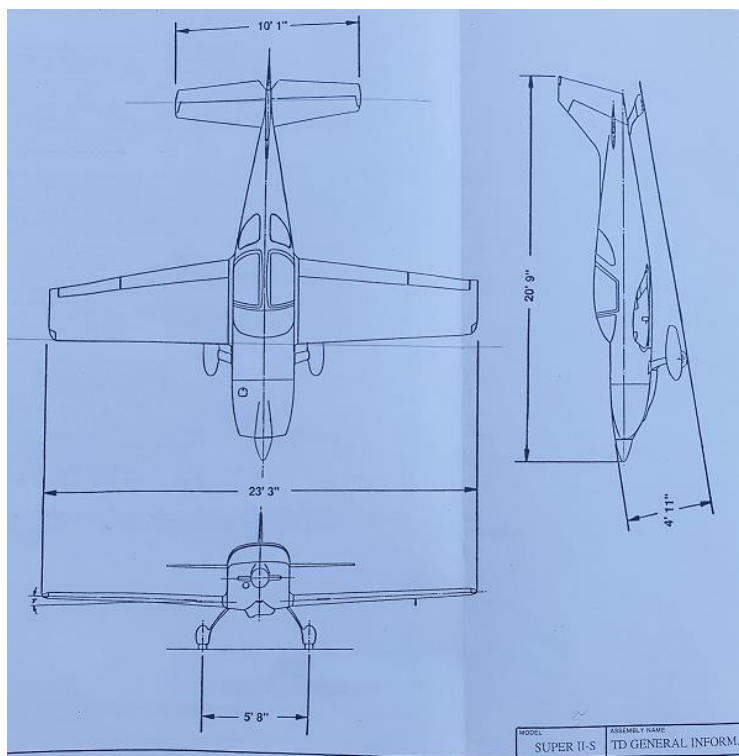 10' 1"
20' 9"
23' 3"
4' 11"
5' 8"
MODEL
SUPER II-S
ASSEMBLY NAME
TD GENERAL INFORM.